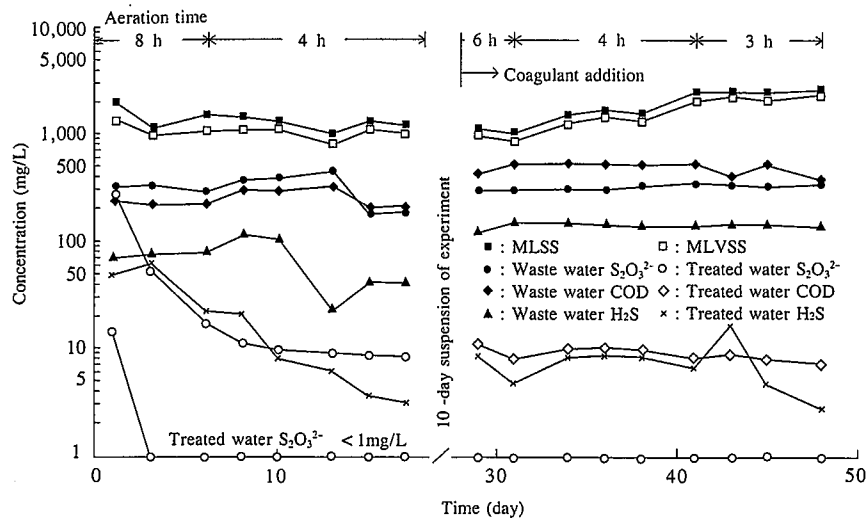 Aeration time
10,000
8 h
4 h
6 h
4 h
3 h
5,000
Coagulant addition
1,000
500
100
50
10
5
1
Concentration (mg/L)
10 -day suspension of experiment
■ : MLSS □ : MLVSS
● : Waste water S₂O₃²⁻ ○ : Treated water S₂O₃²⁻
◆ : Waste water COD ◇ : Treated water COD
▲ : Waste water H₂S × : Treated water H₂S
Treated water S₂O₃²⁻ < 1mg/L
0 10 30 40 50
Time (day)